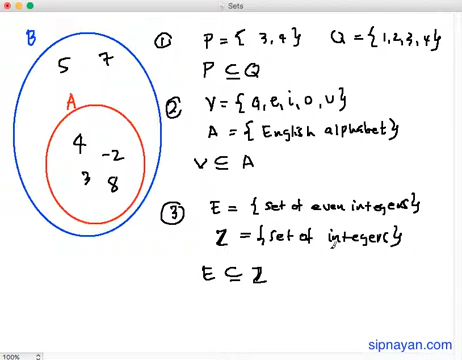 Sets
B
5 7
A
4
-2
3 8
① P = { 3, 4 } Q = { 1, 2, 3, 4 }
P ⊆ Q
② V = { a, e, i, o, u }
A = { English alphabet }
V ⊆ A
③ E = { set of even integers }
Z = { set of integers }
E ⊆ Z
sipnayan.com
100%